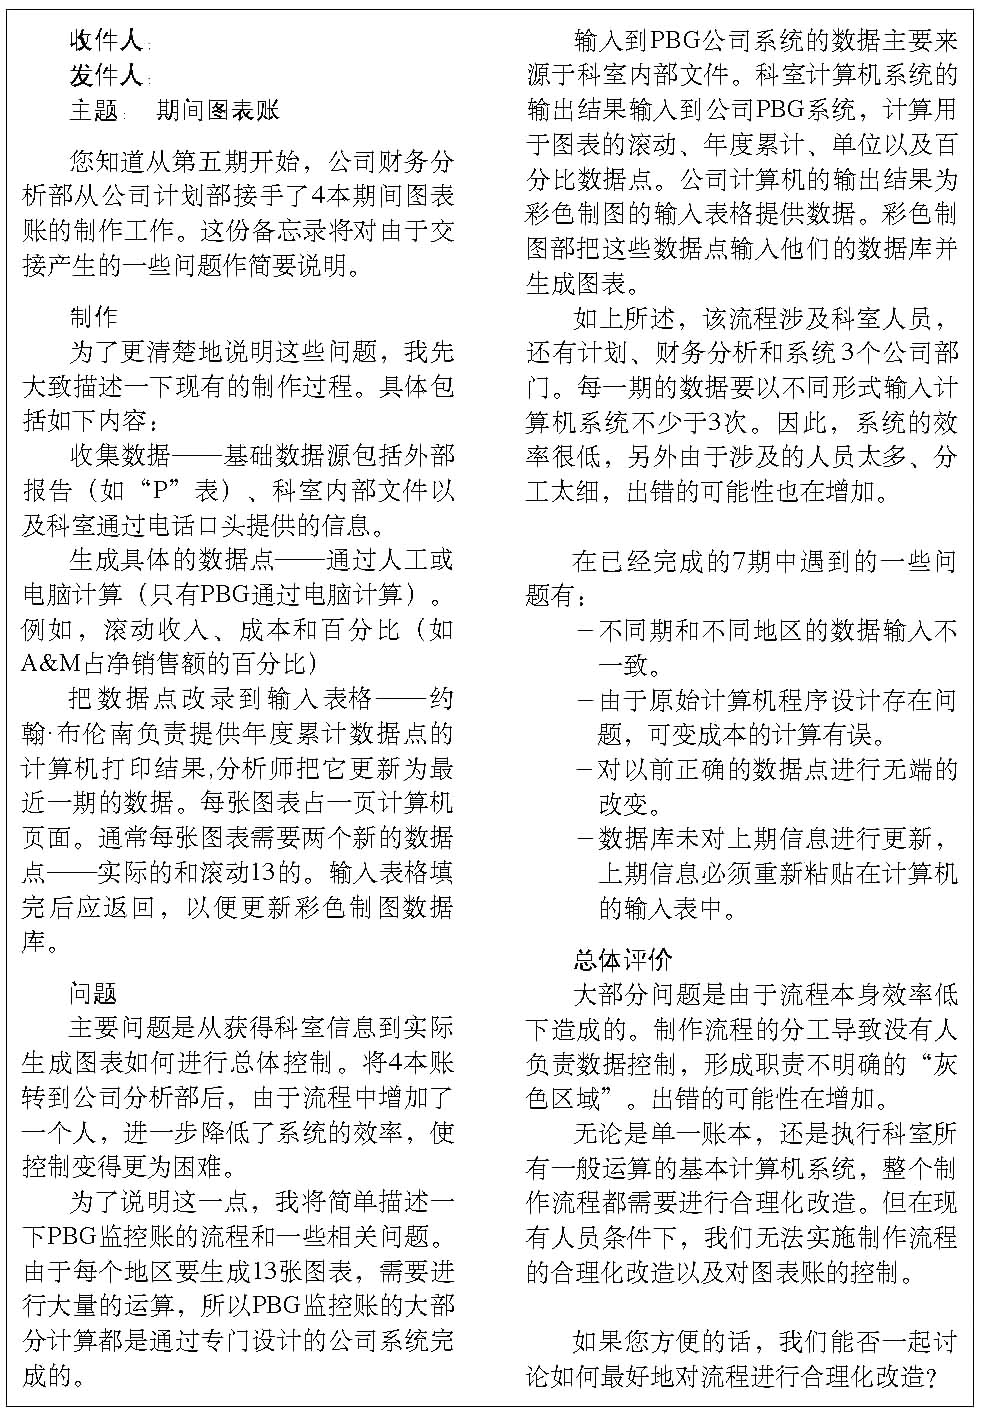 收件人:
发件人:
主题: 期间图表账
您知道从第五期开始，公司财务分
析部从公司计划部接手了4本期间图表
账的制作工作。这份备忘录将对由于交
接产生的一些问题作简要说明。
制作
为了更清楚地说明这些问题，我先
大致描述一下现有的制作过程。具体包
括如下内容：
收集数据——基础数据源包括外部
报告（如“P”表）、科室内部文件以
及科室通过电话口头提供的信息。
生成具体的数据点——通过人工或
电脑计算（只有PBG通过电脑计算）。
例如，滚动收入、成本和百分比（如
A&M占净销售额的百分比）
把数据点改录到输入表格——约
翰·布伦南负责提供年度累计数据点的
计算机打印结果,分析师把它更新为最
近一期的数据。每张图表占一页计算机
页面。通常每张图表需要两个新的数据
点——实际的和滚动13的。输入表格填
完后应返回，以便更新彩色制图数据
库。
问题
主要问题是从获得科室信息到实际
生成图表如何进行总体控制。将4本账
转到公司分析部后，由于流程中增加了
一个人，进一步降低了系统的效率，使
控制变得更为困难。
为了说明这一点，我将简单描述一
下PBG监控账的流程和一些相关问题。
由于每个地区要生成13张图表，需要进
行大量的运算，所以PBG监控账的大部
分计算都是通过专门设计的公司系统完
成的。
输入到PBG公司系统的数据主要来
源于科室内部文件。科室计算机系统的
输出结果输入到公司PBG系统，计算用
于图表的滚动、年度累计、单位以及百
分比数据点。公司计算机的输出结果为
彩色制图的输入表格提供数据。彩色制
图部把这些数据点输入他们的数据库并
生成图表。
如上所述，该流程涉及科室人员，
还有计划、财务分析和系统3个公司部
门。每一期的数据要以不同形式输入计
算机系统不少于3次。因此，系统的效
率很低，另外由于涉及的人员太多、分
工太细，出错的可能性也在增加。
在已经完成的7期中遇到的一些问
题有：
－不同期和不同地区的数据输入不
一致。
－由于原始计算机程序设计存在问
题，可变成本的计算有误。
－对以前正确的数据点进行无端的
改变。
－数据库未对上期信息进行更新，
上期信息必须重新粘贴在计算机
的输入表中。
总体评价
大部分问题是由于流程本身效率低
下造成的。制作流程的分工导致没有人
负责数据控制，形成职责不明确的“灰
色区域”。出错的可能性在增加。
无论是单一账本，还是执行科室所
有一般运算的基本计算机系统，整个制
作流程都需要进行合理化改造。但在现
有人员条件下，我们无法实施制作流程
的合理化改造以及对图表账的控制。
如果您方便的话，我们能否一起讨
论如何最好地对流程进行合理化改造？